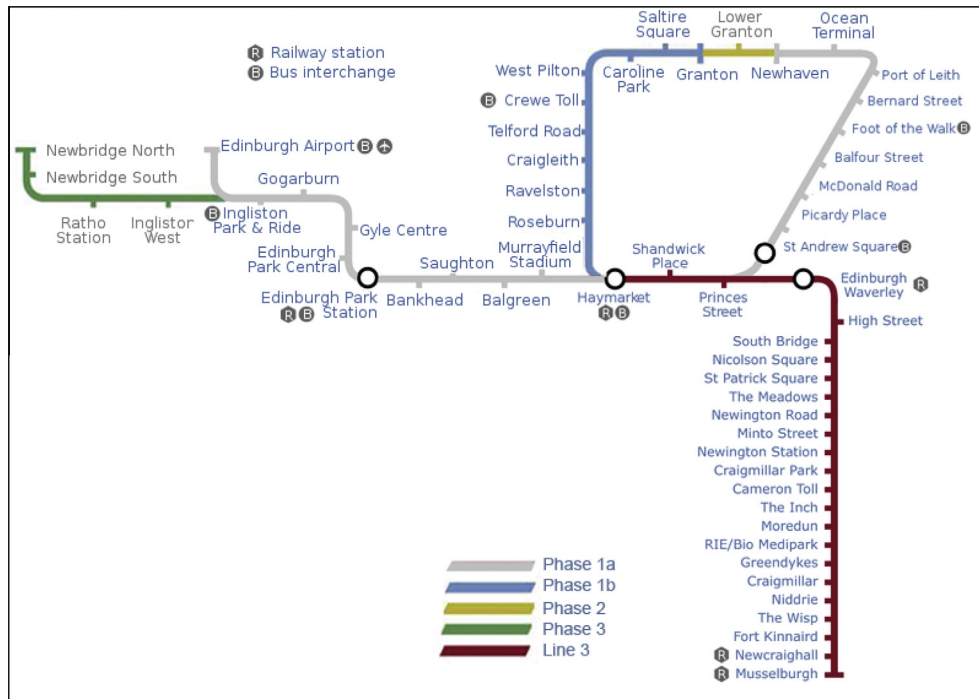 Saltire
Square
Lower
Granton
Ocean
Terminal
R Railway station
B Bus interchange
West Pilton
Caroline
Park
Granton
Newhaven
Port of Leith
B Crewe Toll
Bernard Street
Telford Road
Foot of the Walk B
Newbridge North
Edinburgh Airport B
Craigleith
Balfour Street
Newbridge South
Gogarburn
Ravelston
McDonald Road
Ratho
Station
Ingliston
West
B Ingliston
Park & Ride
Gyle Centre
Roseburn
Picardy Place
Edinburgh
Park Central
Saughton
Murrayfield
Stadium
Shandwick
Place
St Andrew Square B
Edinburgh Park
Station
R B
Bankhead
Balgreen
Haymarket
R B
Princes
Street
Edinburgh
Waverley
R
High Street
South Bridge
Nicolson Square
St Patrick Square
The Meadows
Newington Road
Minto Street
Newington Station
Craigmillar Park
Cameron Toll
The Inch
Moredun
RIE/Bio Medipark
Greendykes
Craigmillar
Niddrie
The Wisp
Fort Kinnaird
R Newcraighall
R Musselburgh
Phase 1a
Phase 1b
Phase 2
Phase 3
Line 3